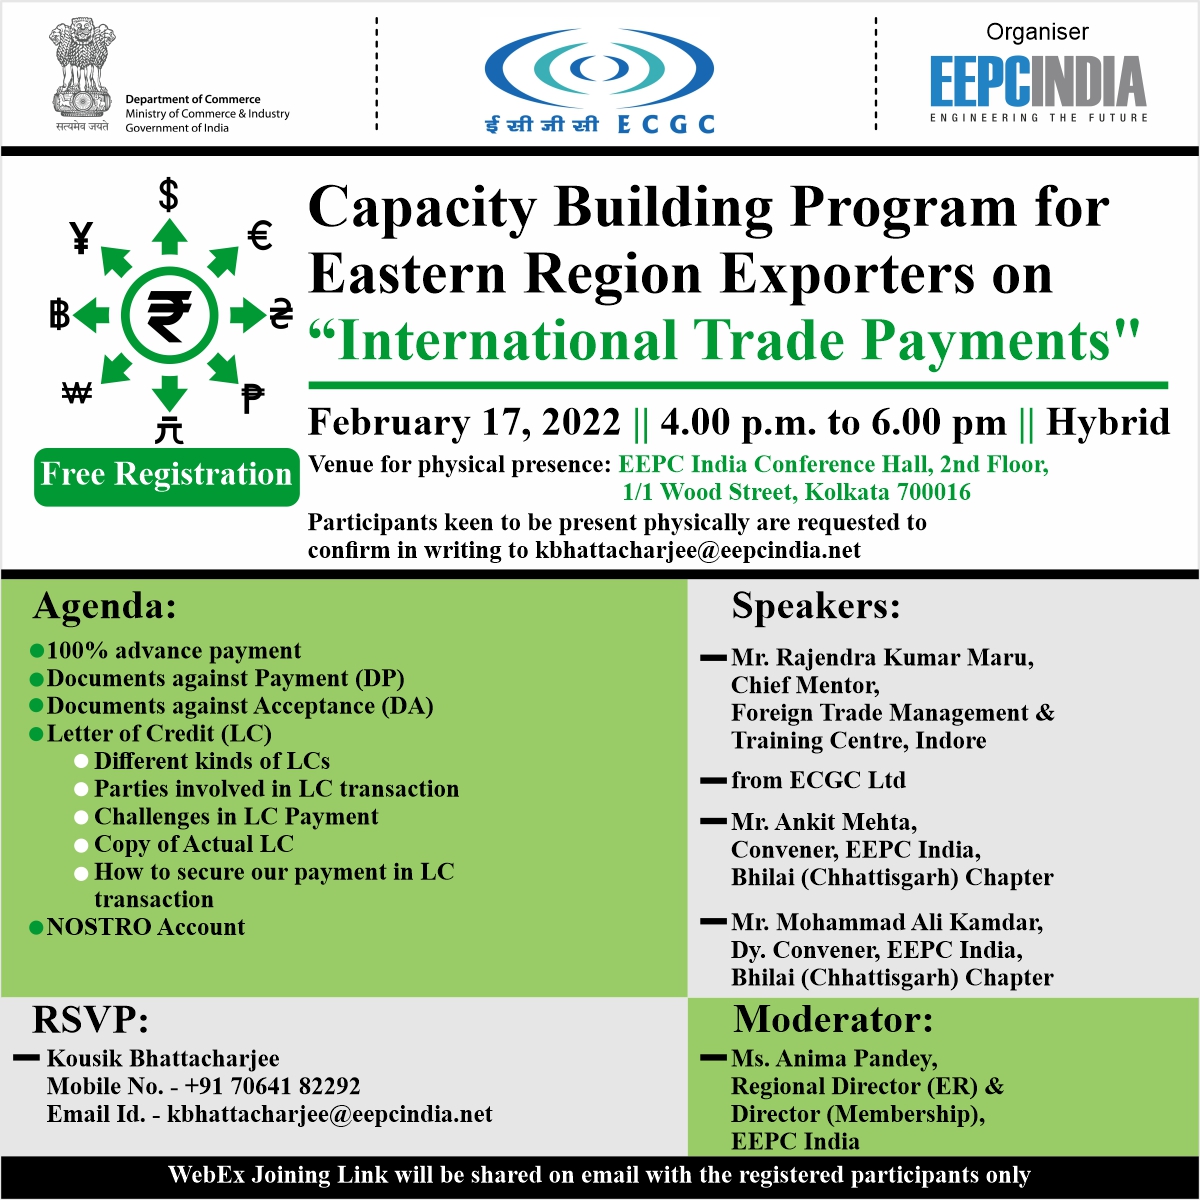 सत्यमेव जयते
Department of Commerce
Ministry of Commerce & Industry
Government of India
ई सी जी सी E C G C
Organiser
EEPCINDIA
ENGINEERING THE FUTURE
$
¥ €
฿ ₹ ₴
₩ ₱
元
Free Registration
Capacity Building Program for
Eastern Region Exporters on
“International Trade Payments"
February 17, 2022 || 4.00 p.m. to 6.00 pm || Hybrid
Venue for physical presence: EEPC India Conference Hall, 2nd Floor,
1/1 Wood Street, Kolkata 700016
Participants keen to be present physically are requested to
confirm in writing to kbhattacharjee@eepcindia.net
Agenda:
100% advance payment
Documents against Payment (DP)
Documents against Acceptance (DA)
Letter of Credit (LC)
Different kinds of LCs
Parties involved in LC transaction
Challenges in LC Payment
Copy of Actual LC
How to secure our payment in LC
transaction
NOSTRO Account
Speakers:
Mr. Rajendra Kumar Maru,
Chief Mentor,
Foreign Trade Management &
Training Centre, Indore
from ECGC Ltd
Mr. Ankit Mehta,
Convener, EEPC India,
Bhilai (Chhattisgarh) Chapter
Mr. Mohammad Ali Kamdar,
Dy. Convener, EEPC India,
Bhilai (Chhattisgarh) Chapter
RSVP:
Kousik Bhattacharjee
Mobile No. - +91 70641 82292
Email Id. - kbhattacharjee@eepcindia.net
Moderator:
Ms. Anima Pandey,
Regional Director (ER) &
Director (Membership),
EEPC India
WebEx Joining Link will be shared on email with the registered participants only